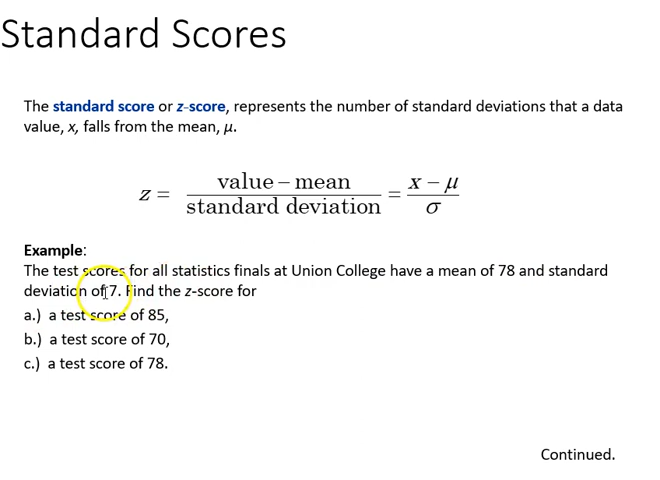 Standard Scores
The standard score or z-score, represents the number of standard deviations that a data
value, x, falls from the mean, μ.
z = value – mean / standard deviation = x – μ / σ
Example:
The test scores for all statistics finals at Union College have a mean of 78 and standard
deviation of 7. Find the z-score for
a.) a test score of 85,
b.) a test score of 70,
c.) a test score of 78.
Continued.